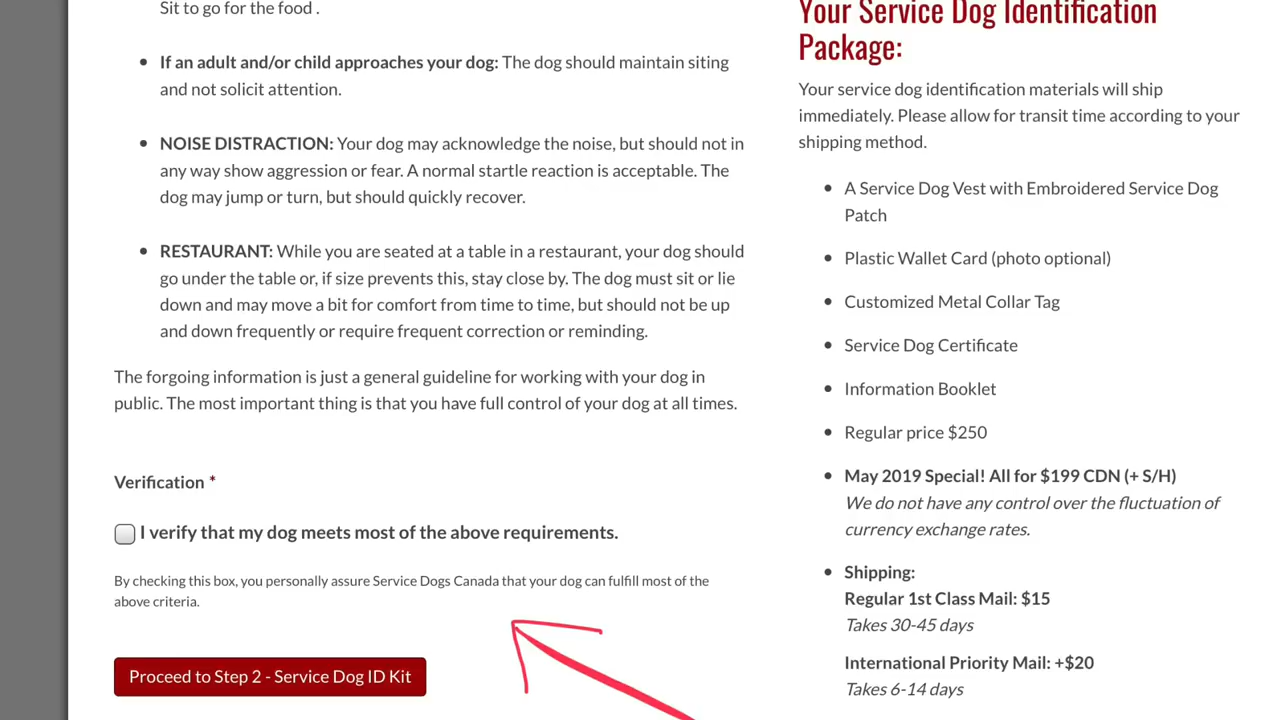 Sit to go for the food .
If an adult and/or child approaches your dog: The dog should maintain siting
and not solicit attention.
NOISE DISTRACTION: Your dog may acknowledge the noise, but should not in
any way show aggression or fear. A normal startle reaction is acceptable. The
dog may jump or turn, but should quickly recover.
RESTAURANT: While you are seated at a table in a restaurant, your dog should
go under the table or, if size prevents this, stay close by. The dog must sit or lie
down and may move a bit for comfort from time to time, but should not be up
and down frequently or require frequent correction or reminding.
The forgoing information is just a general guideline for working with your dog in
public. The most important thing is that you have full control of your dog at all times.
Verification *
I verify that my dog meets most of the above requirements.
By checking this box, you personally assure Service Dogs Canada that your dog can fulfill most of the
above criteria.
Proceed to Step 2 - Service Dog ID Kit
Your Service Dog Identification
Package:
Your service dog identification materials will ship
immediately. Please allow for transit time according to your
shipping method.
A Service Dog Vest with Embroidered Service Dog
Patch
Plastic Wallet Card (photo optional)
Customized Metal Collar Tag
Service Dog Certificate
Information Booklet
Regular price $250
May 2019 Special! All for $199 CDN (+ S/H)
We do not have any control over the fluctuation of
currency exchange rates.
Shipping:
Regular 1st Class Mail: $15
Takes 30-45 days
International Priority Mail: +$20
Takes 6-14 days